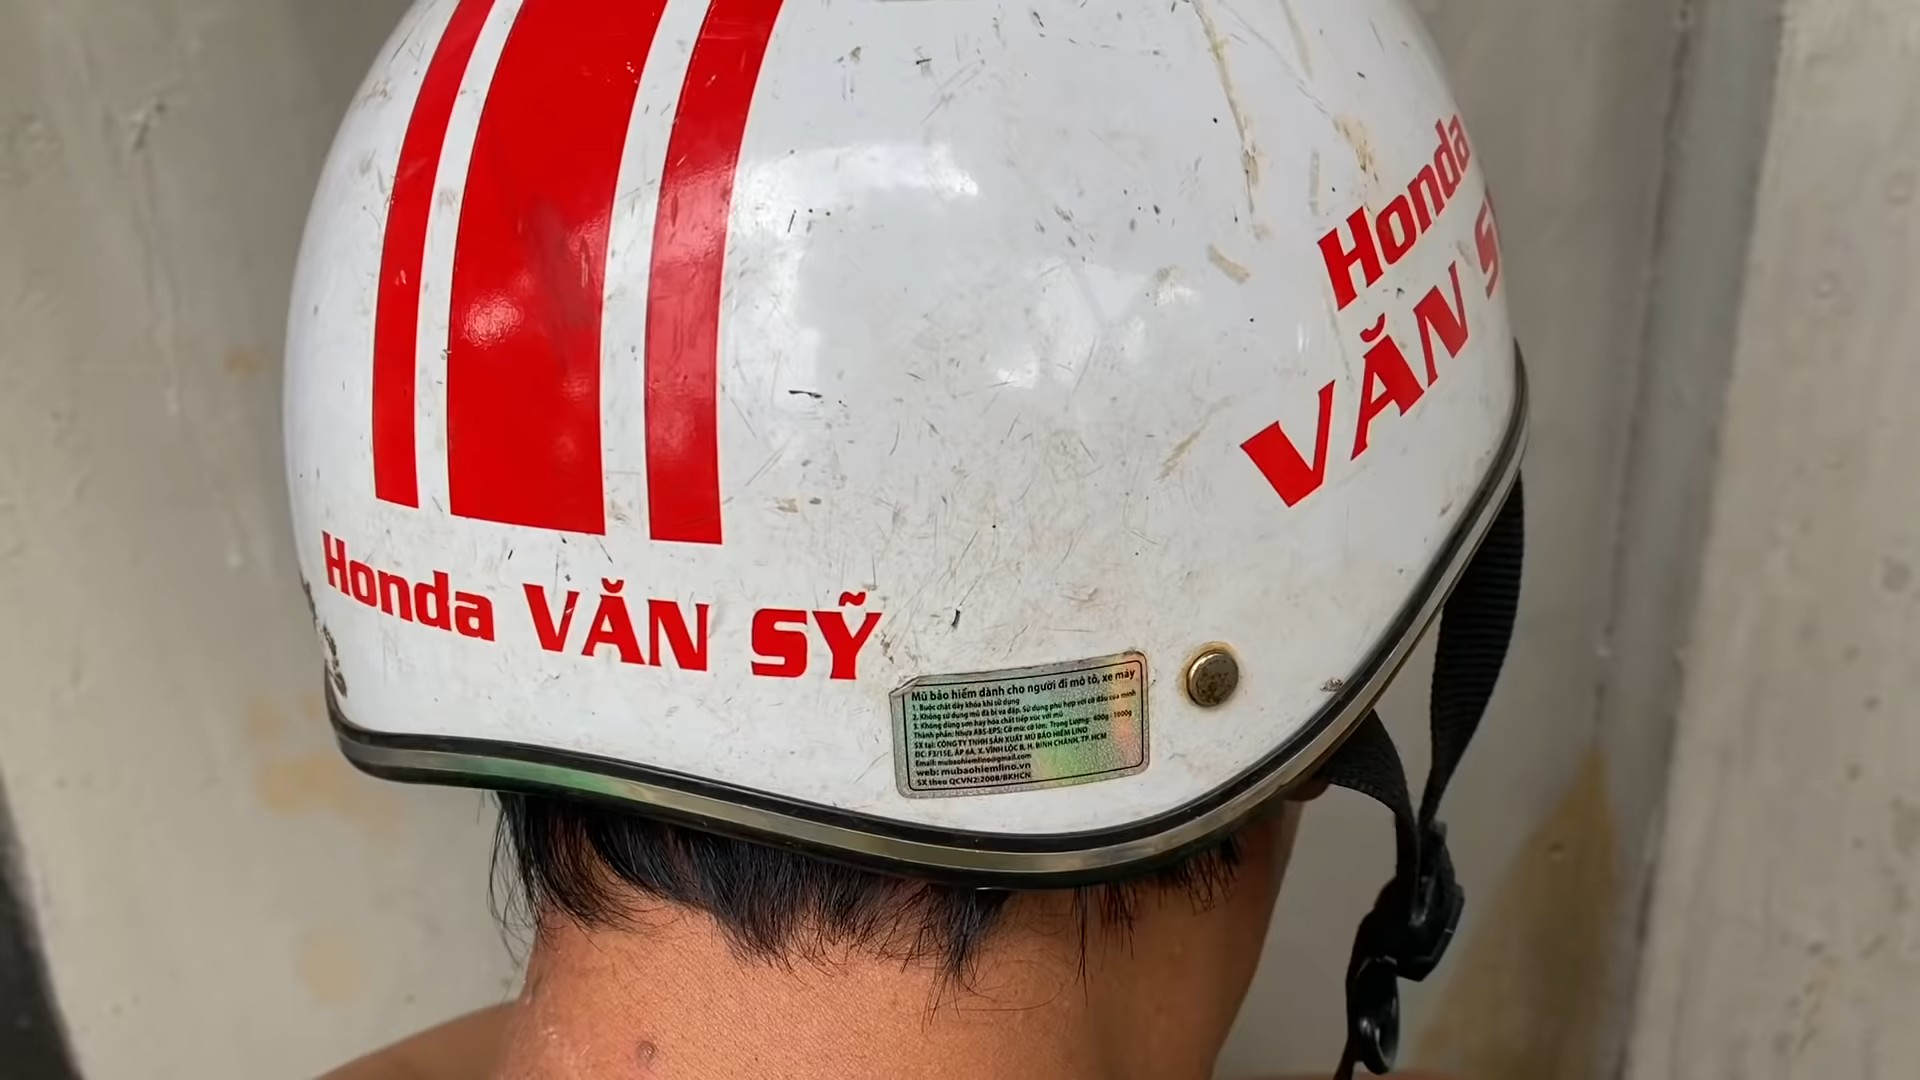 Honda VĂN SỸ
Honda
VĂN S
Mũ bảo hiểm dành cho người đi mô tô, xe máy
1. Buộc chặt dây khóa khi sử dụng
2. Không sử dụng mũ đã bị va đập. Sử dụng phù hợp với cỡ đầu của mình
3. Không dùng sơn hay hóa chất tiếp xúc với mũ
Thành phần: Nhựa ABS-EPS; Cỡ mũ: cỡ lớn; Trọng Lượng: 400g - 1000g
SX tại: CÔNG TY TNHH SẢN XUẤT MŨ BẢO HIỂM LINO
ĐC: F3/15E, ẤP 6A, X. VĨNH LỘC B, H. BÌNH CHÁNH, TP. HCM
Email: mubaohiemlino@gmail.com
web: mubaohiemlino.vn
SX theo QCVN2:2008/BKHCN